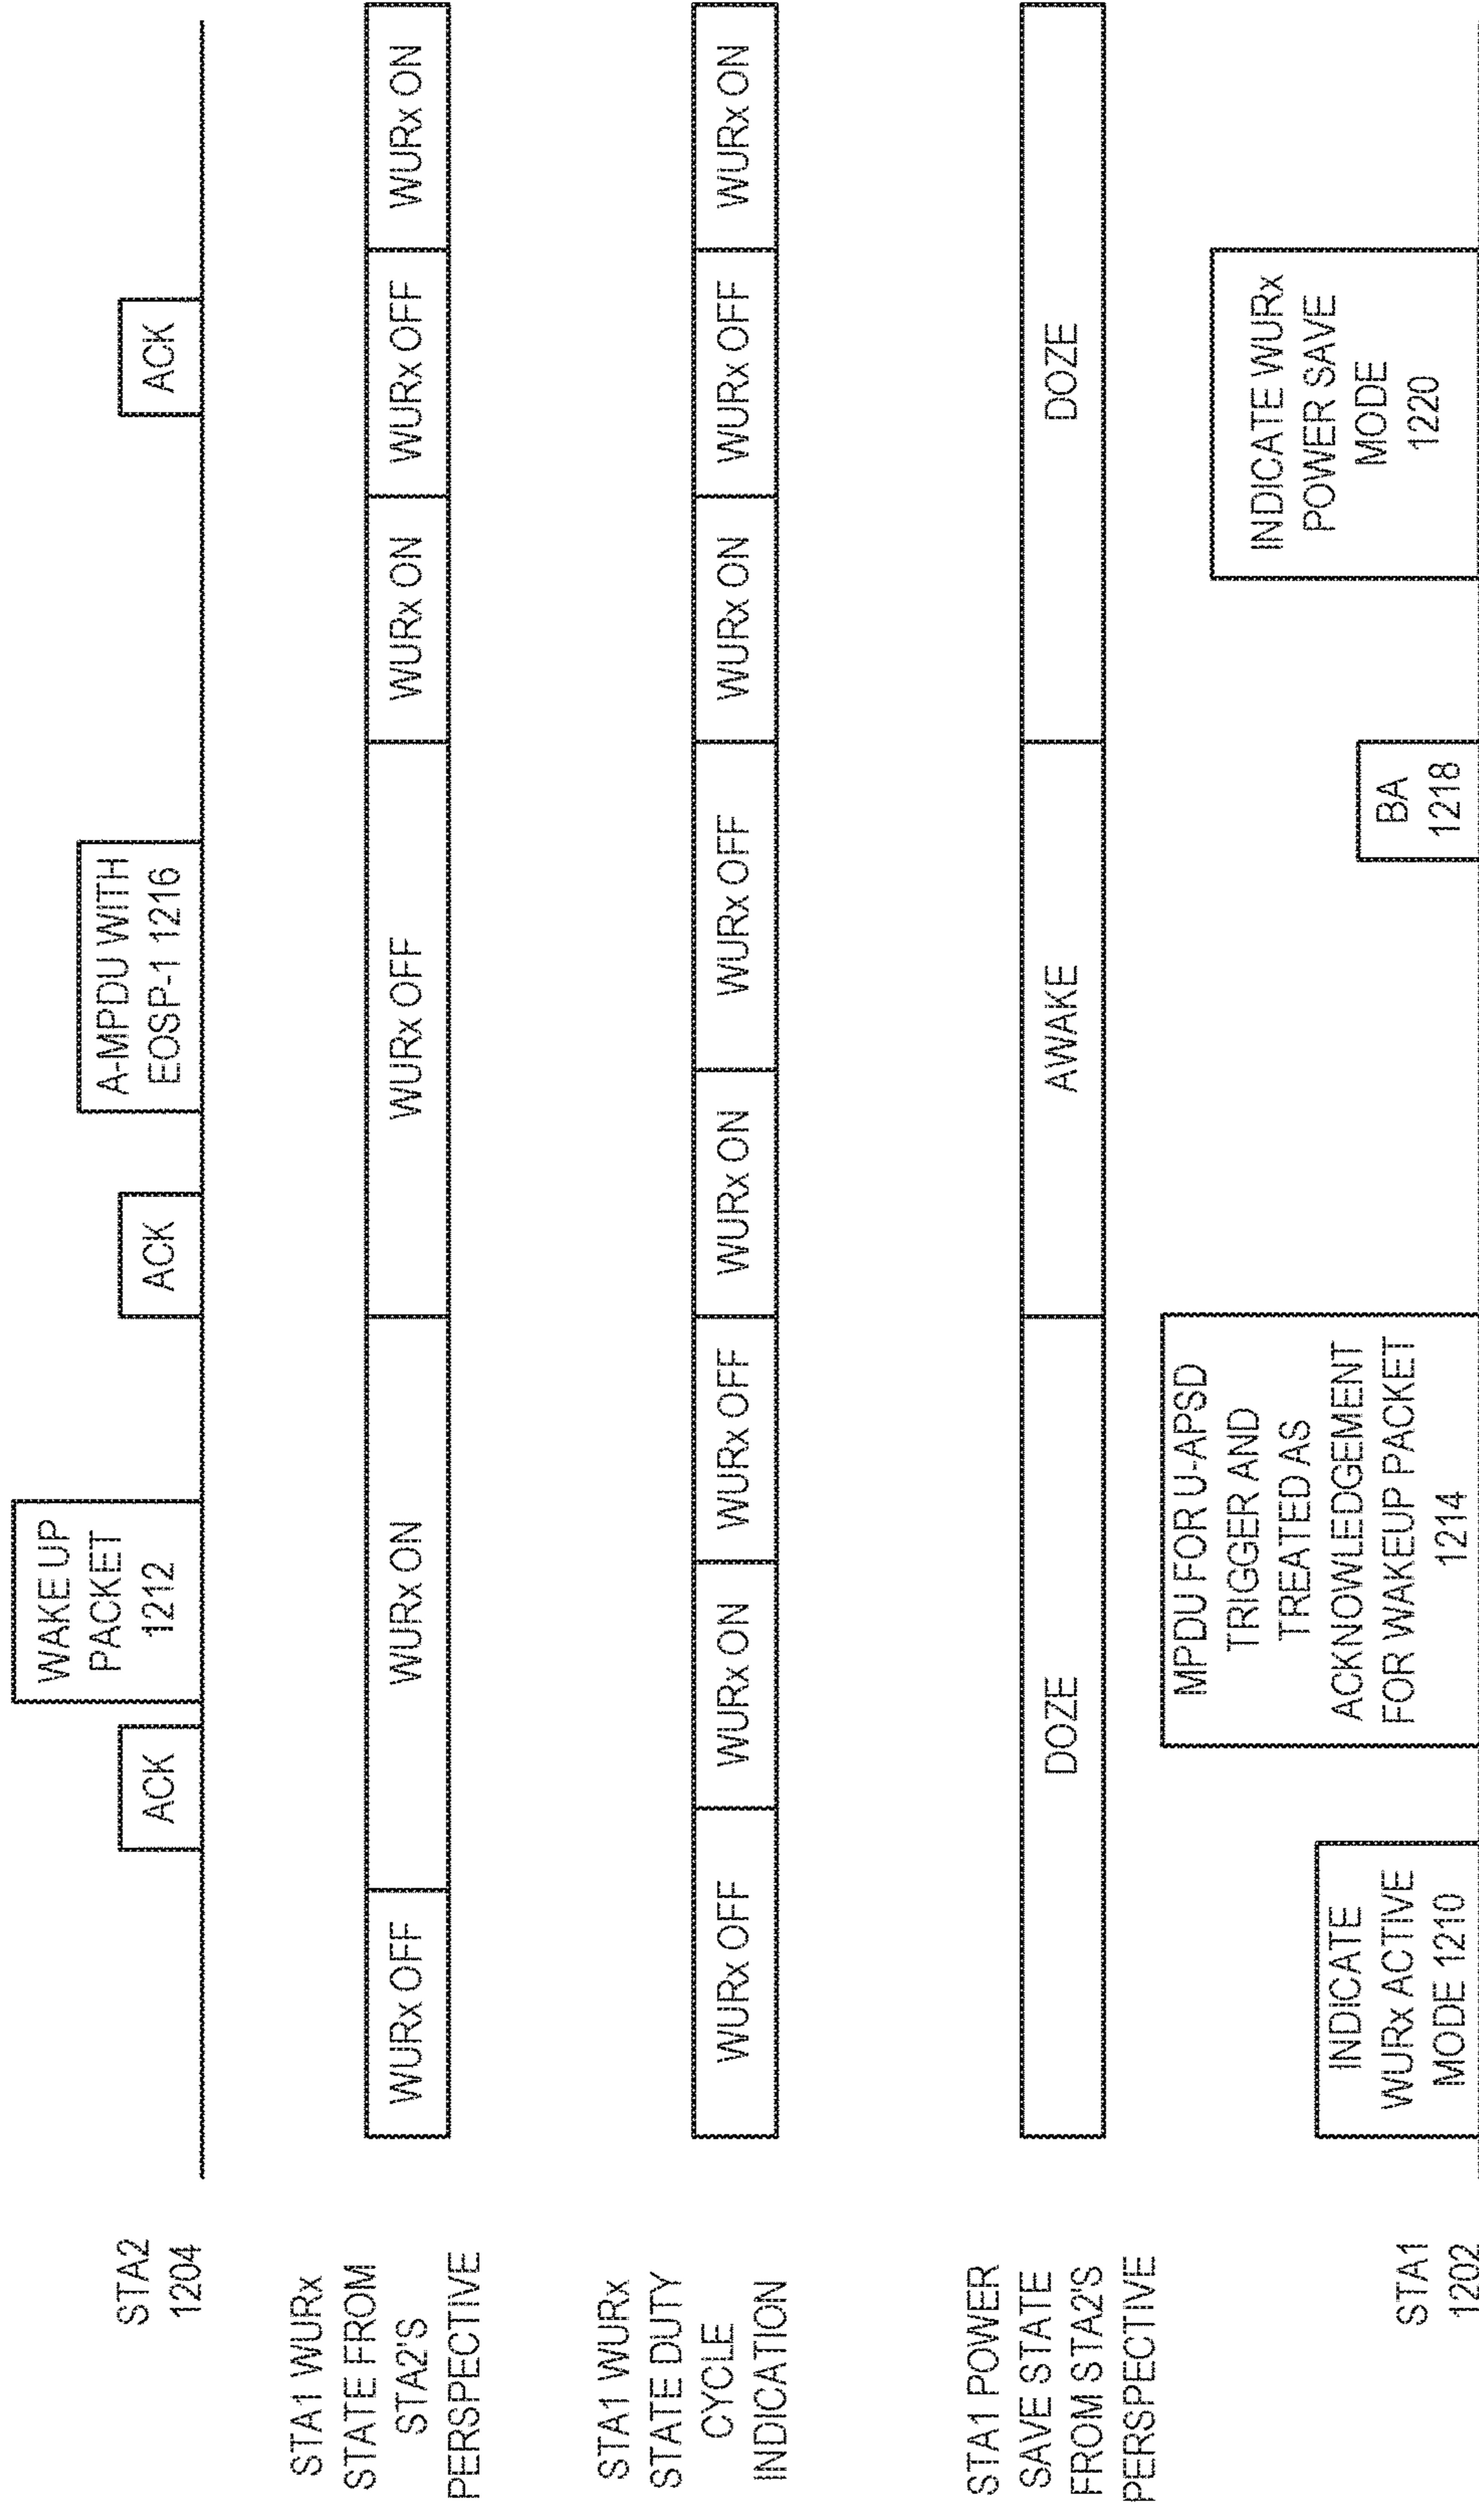 STA2
1204
ACK
WAKE UP
PACKET
1212
ACK
A-MPDU WITH
EOSP-1 1216
ACK
STA1 WURx
STATE FROM
STA2'S
PERSPECTIVE
WURx OFF
WURx ON
WURx OFF
WURx ON
WURx OFF
WURx ON
STA1 WURx
STATE DUTY
CYCLE
INDICATION
WURx OFF
WURx ON
WURx OFF
WURx ON
WURx OFF
WURx ON
WURx OFF
WURx ON
STA1 POWER
SAVE STATE
FROM STA2'S
PERSPECTIVE
DOZE
AWAKE
DOZE
STA1
1202
INDICATE
WURx ACTIVE
MODE 1210
MPDU FOR U-APSD
TRIGGER AND
TREATED AS
ACKNOWLEDGEMENT
FOR WAKEUP PACKET
1214
BA
1218
INDICATE WURx
POWER SAVE
MODE
1220